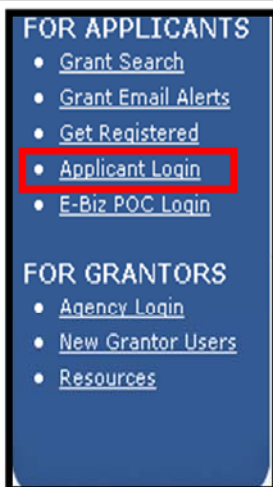 FOR APPLICANTS
• Grant Search
• Grant Email Alerts
• Get Registered
• Applicant Login
• E-Biz POC Login
FOR GRANTORS
• Agency Login
• New Grantor Users
• Resources